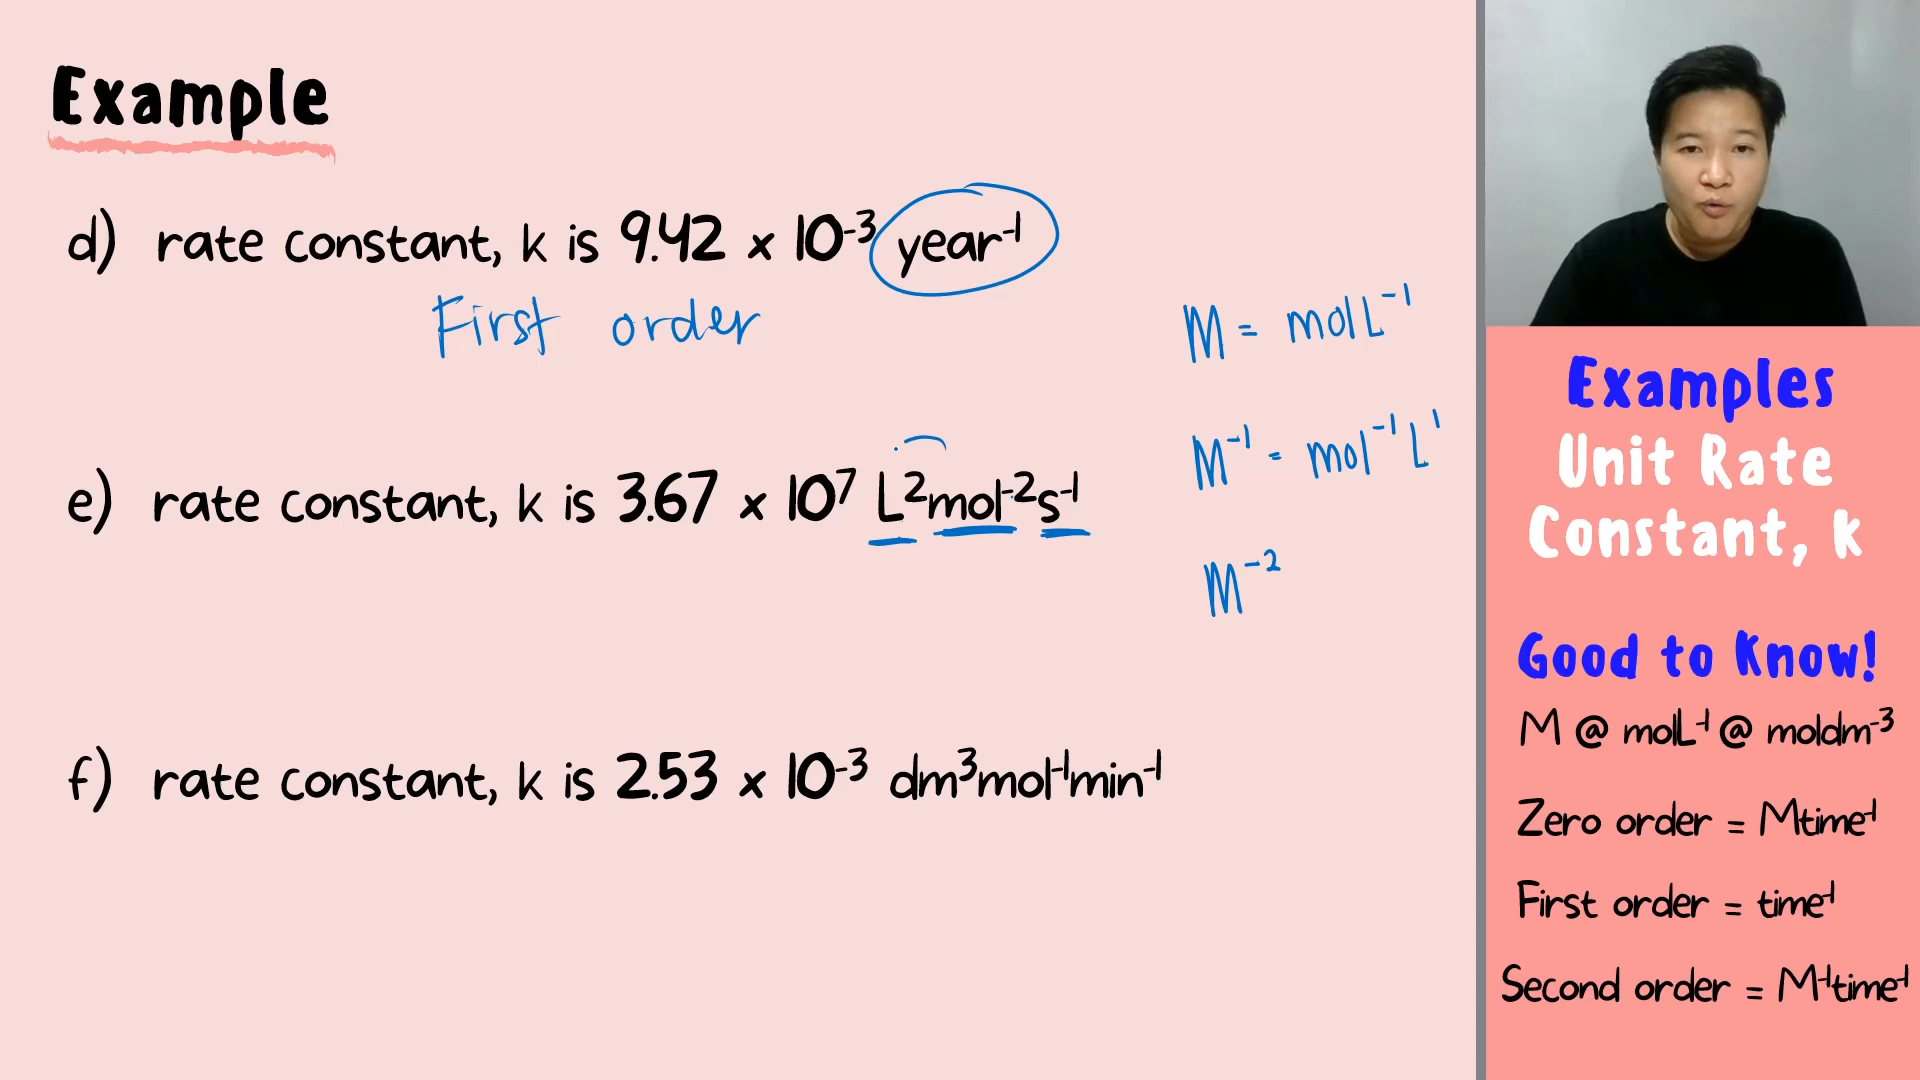 Example
d) rate constant, k is 9.42 x 10⁻³ year⁻¹
First order
M = mol L⁻¹
M⁻¹ = mol⁻¹ L¹
e) rate constant, k is 3.67 x 10⁷ L²mol⁻²s⁻¹
M⁻²
f) rate constant, k is 2.53 x 10⁻³ dm³mol⁻¹min⁻¹
Examples
Unit Rate
Constant, k
Good to Know!
M @ molL⁻¹ @ moldm⁻³
Zero order = Mtime⁻¹
First order = time⁻¹
Second order = M⁻¹time⁻¹